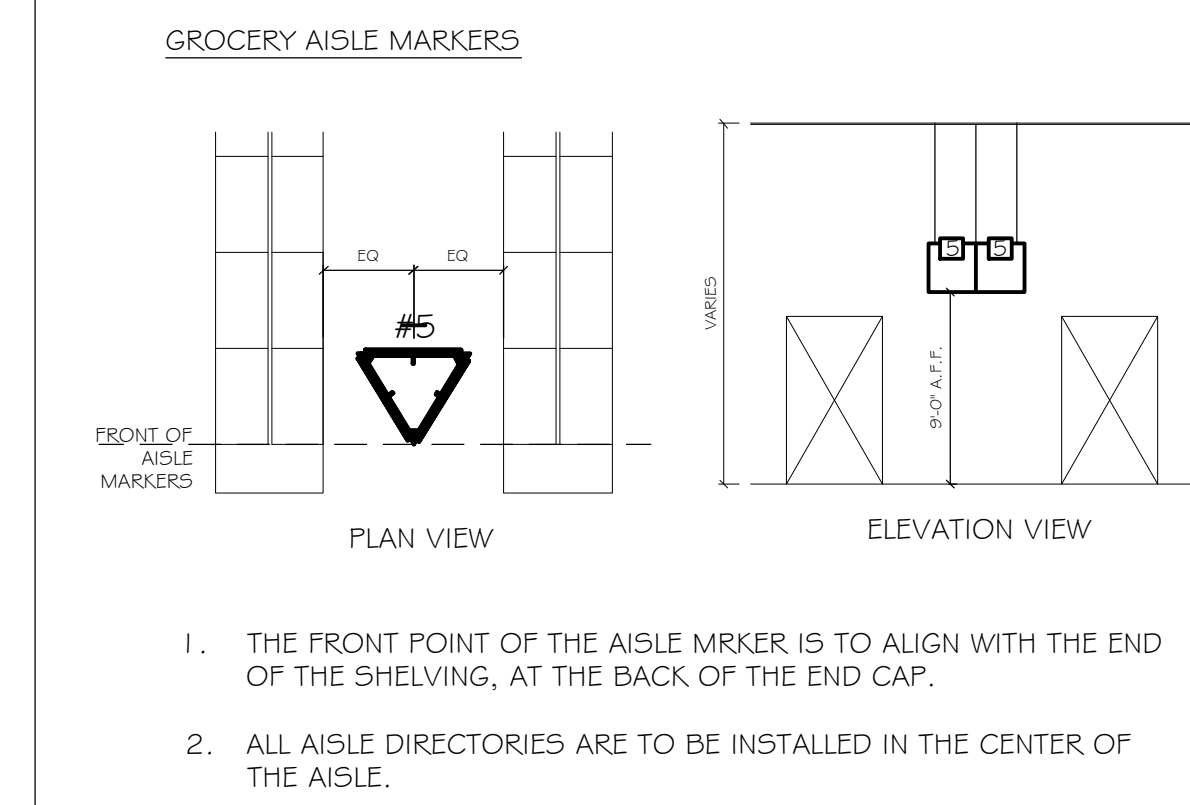 GROCERY AISLE MARKERS
EQ
EQ
#5
FRONT OF
AISLE
MARKERS
PLAN VIEW
VARIES
5
5
9'-0" A.F.F.
ELEVATION VIEW
1. THE FRONT POINT OF THE AISLE MRKER IS TO ALIGN WITH THE END
OF THE SHELVING, AT THE BACK OF THE END CAP.
2. ALL AISLE DIRECTORIES ARE TO BE INSTALLED IN THE CENTER OF
THE AISLE.